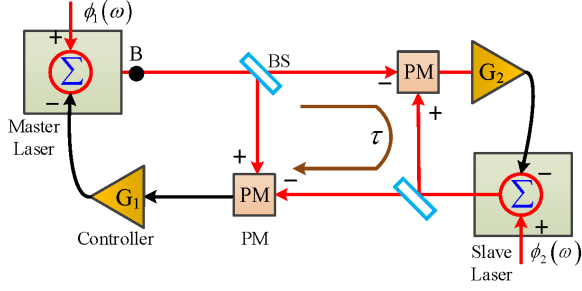 ϕ₁(ω)
+
Σ
−
B
BS
Master
Laser
−
PM
+
G₂
τ
+
PM
−
G₁
Controller
PM
−
Σ
+
Slave
Laser
ϕ₂(ω)